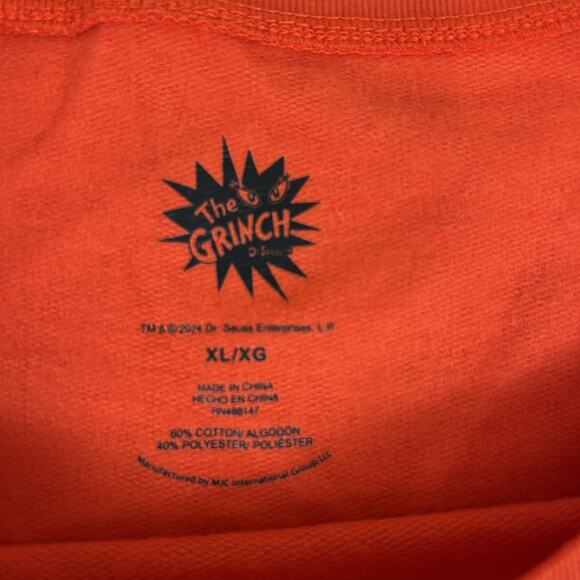 The
GRINCH
Dr. Seuss
TM & © 2024 Dr. Seuss Enterprises, L.P.
XL/XG
MADE IN CHINA
HECHO EN CHINA
RN#88147
60% COTTON/ALGODÓN
40% POLYESTER/POLIÉSTER
Manufactured by MJC International Group LLC